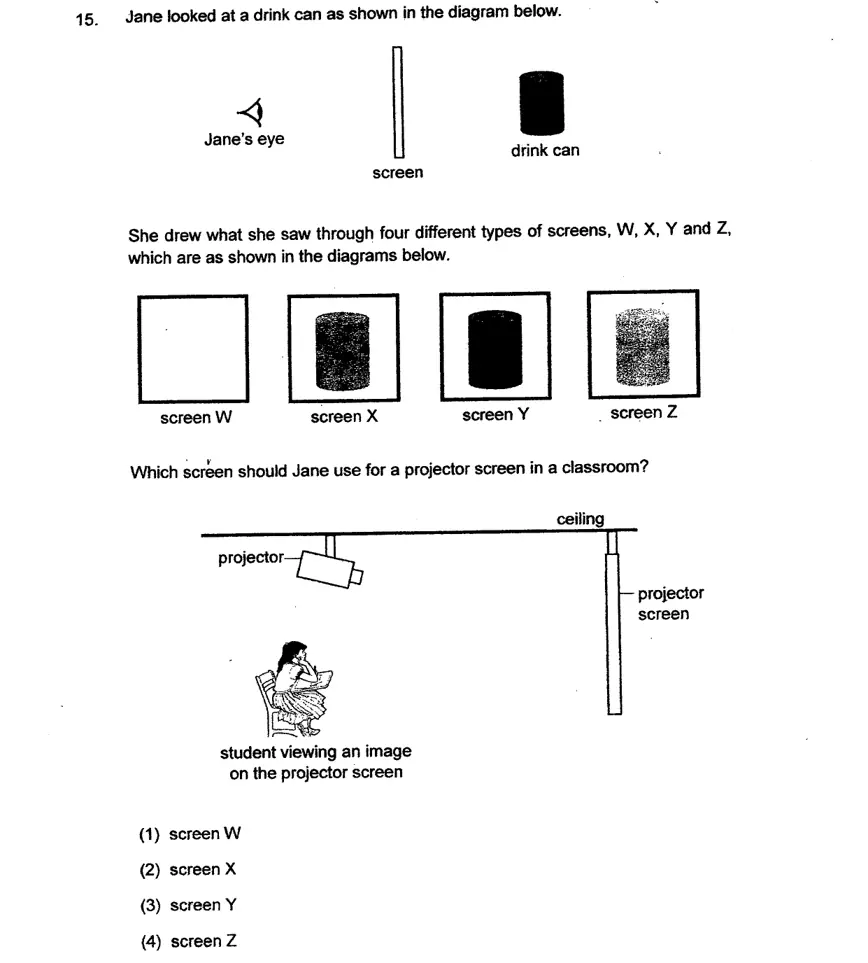 15. Jane looked at a drink can as shown in the diagram below.
Jane's eye
drink can
screen
She drew what she saw through four different types of screens, W, X, Y and Z,
which are as shown in the diagrams below.
screen W
screen X
screen Y
screen Z
Which screen should Jane use for a projector screen in a classroom?
ceiling
projector
projector
screen
student viewing an image
on the projector screen
(1) screen W
(2) screen X
(3) screen Y
(4) screen Z